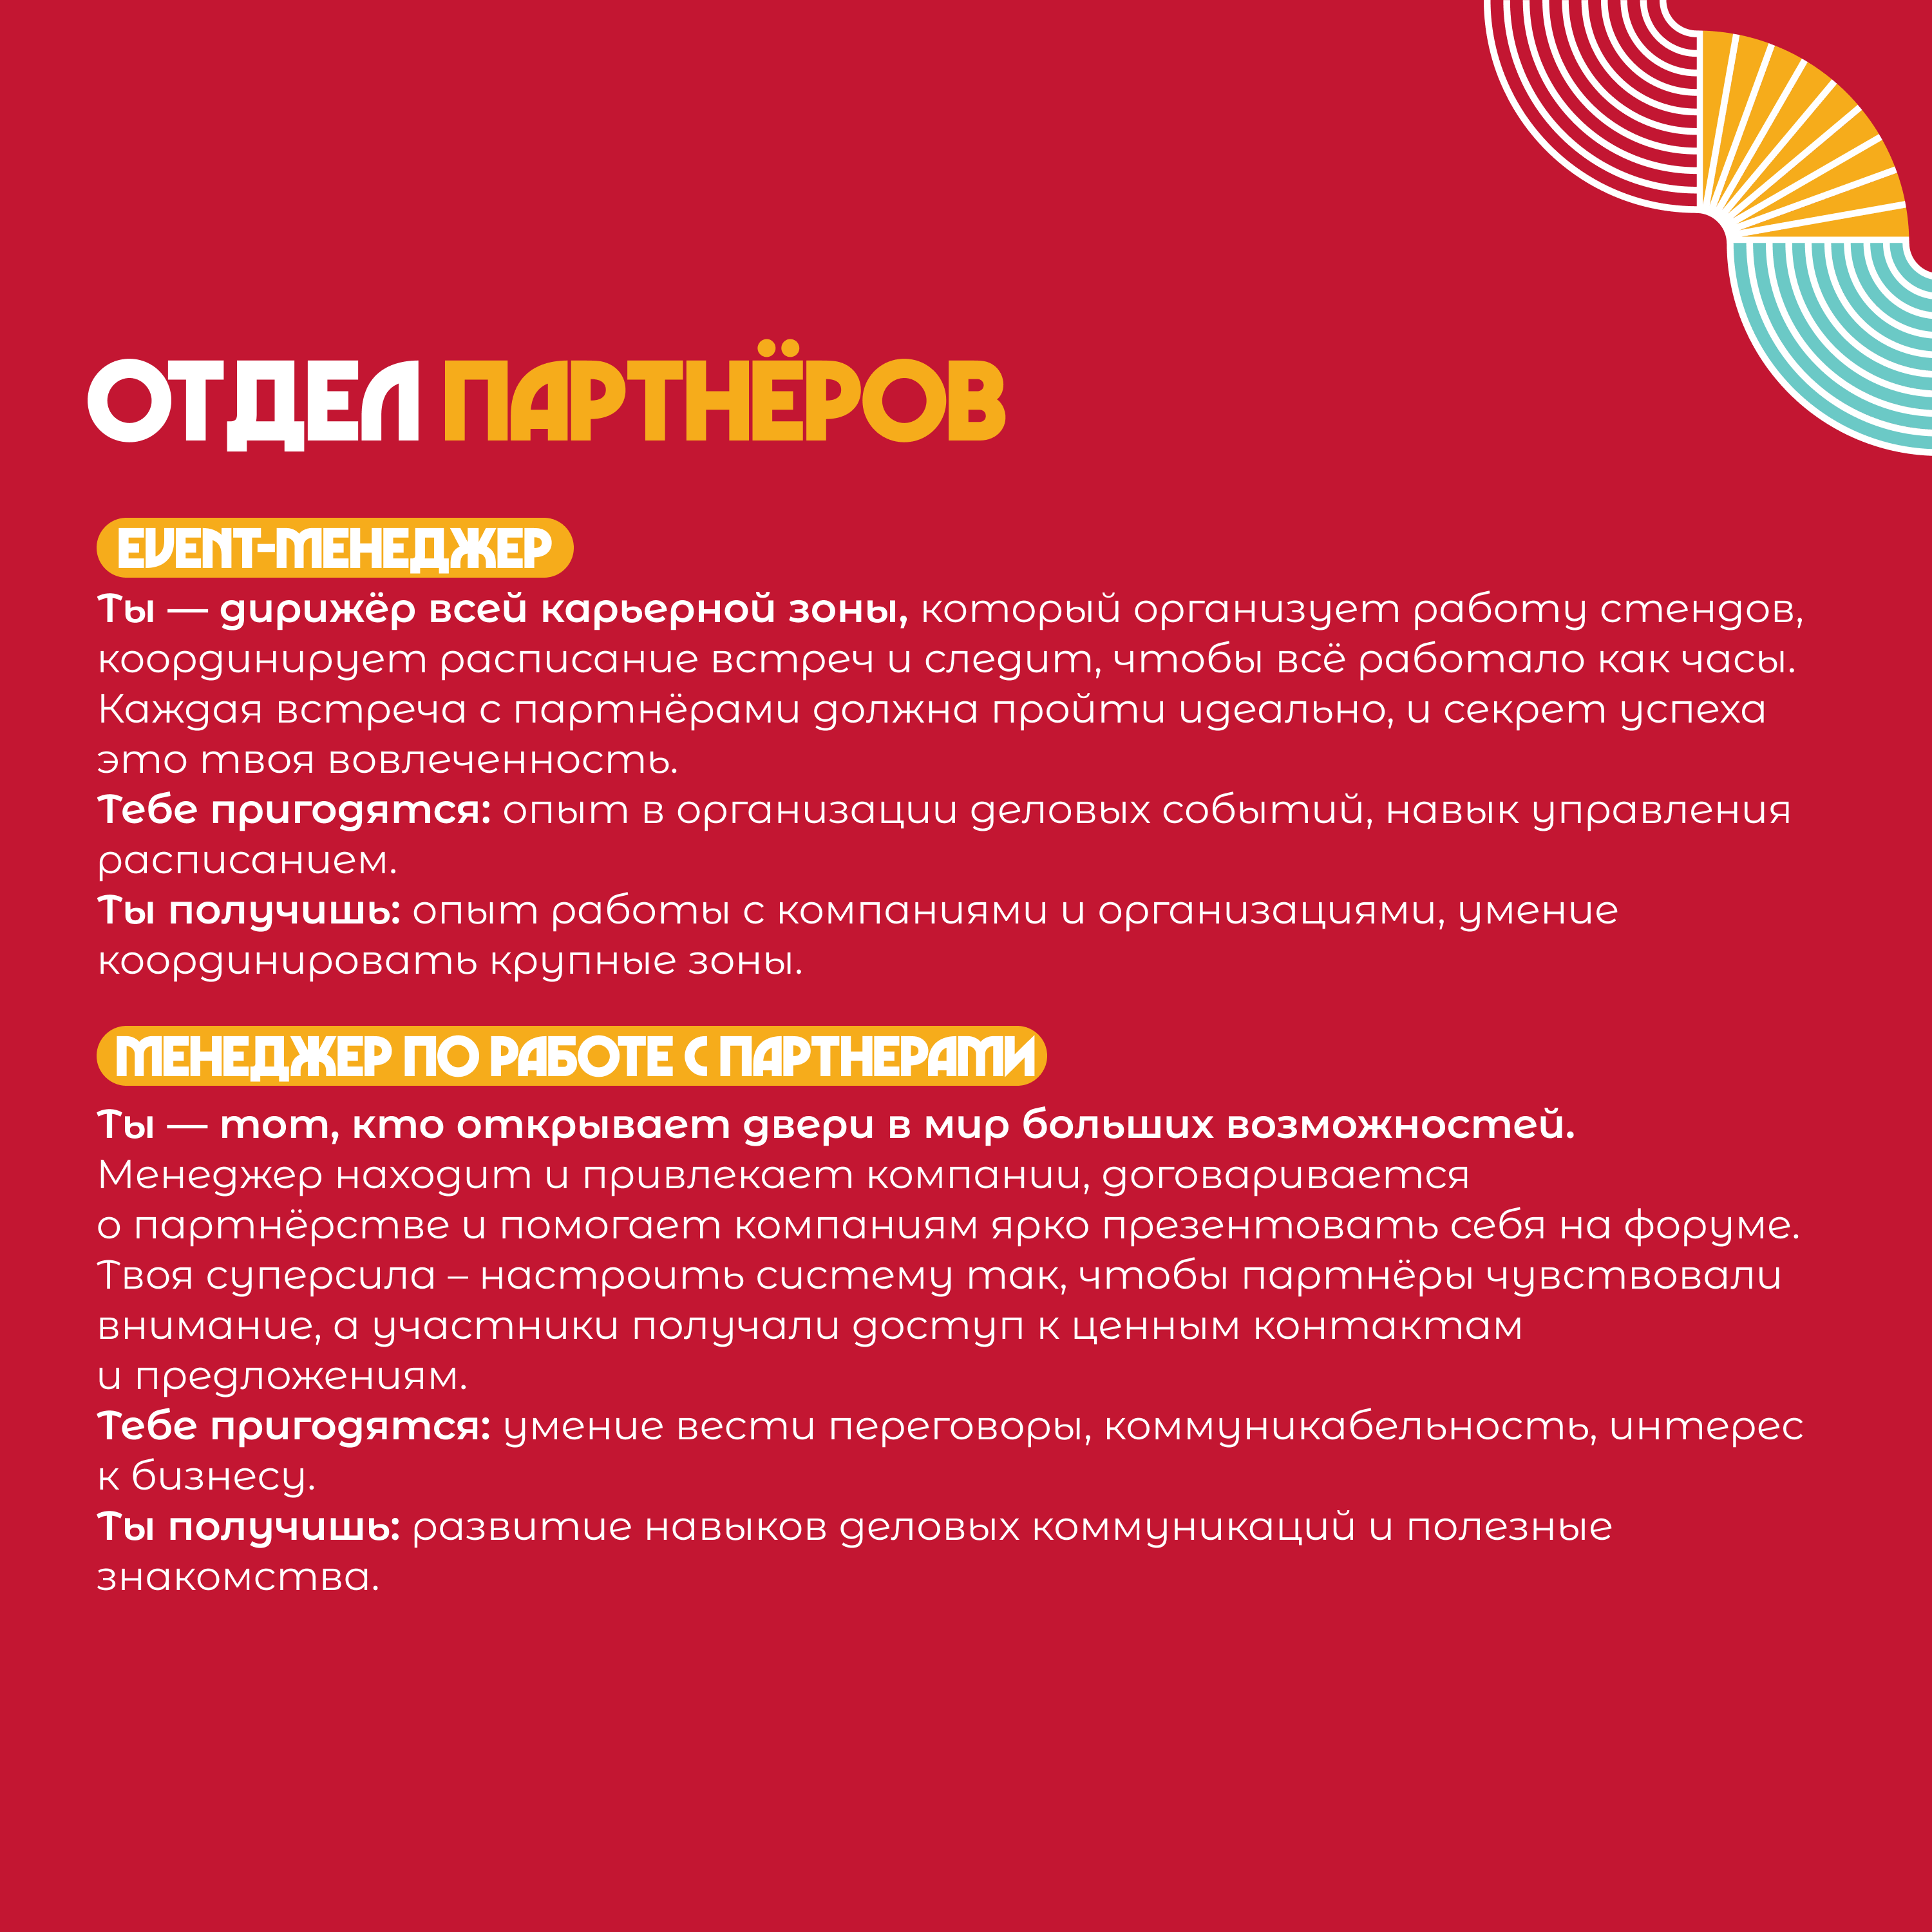 ОТДЕЛ ПАРТНЁРОВ
EVENT-МЕНЕДЖЕР
Ты — дирижёр всей карьерной зоны, который организует работу стендов,
координирует расписание встреч и следит, чтобы всё работало как часы.
Каждая встреча с партнёрами должна пройти идеально, и секрет успеха
это твоя вовлеченность.
Тебе пригодятся: опыт в организации деловых событий, навык управления
расписанием.
Ты получишь: опыт работы с компаниями и организациями, умение
координировать крупные зоны.
МЕНЕДЖЕР ПО РАБОТЕ С ПАРТНЕРАМИ
Ты — тот, кто открывает двери в мир больших возможностей.
Менеджер находит и привлекает компании, договаривается
о партнёрстве и помогает компаниям ярко презентовать себя на форуме.
Твоя суперсила – настроить систему так, чтобы партнёры чувствовали
внимание, а участники получали доступ к ценным контактам
и предложениям.
Тебе пригодятся: умение вести переговоры, коммуникабельность, интерес
к бизнесу.
Ты получишь: развитие навыков деловых коммуникаций и полезные
знакомства.